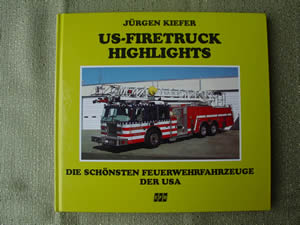 JÜRGEN KIEFER
US-FIRETRUCK
HIGHLIGHTS
DIE SCHÖNSTEN FEUERWEHRFAHRZEUGE
DER USA